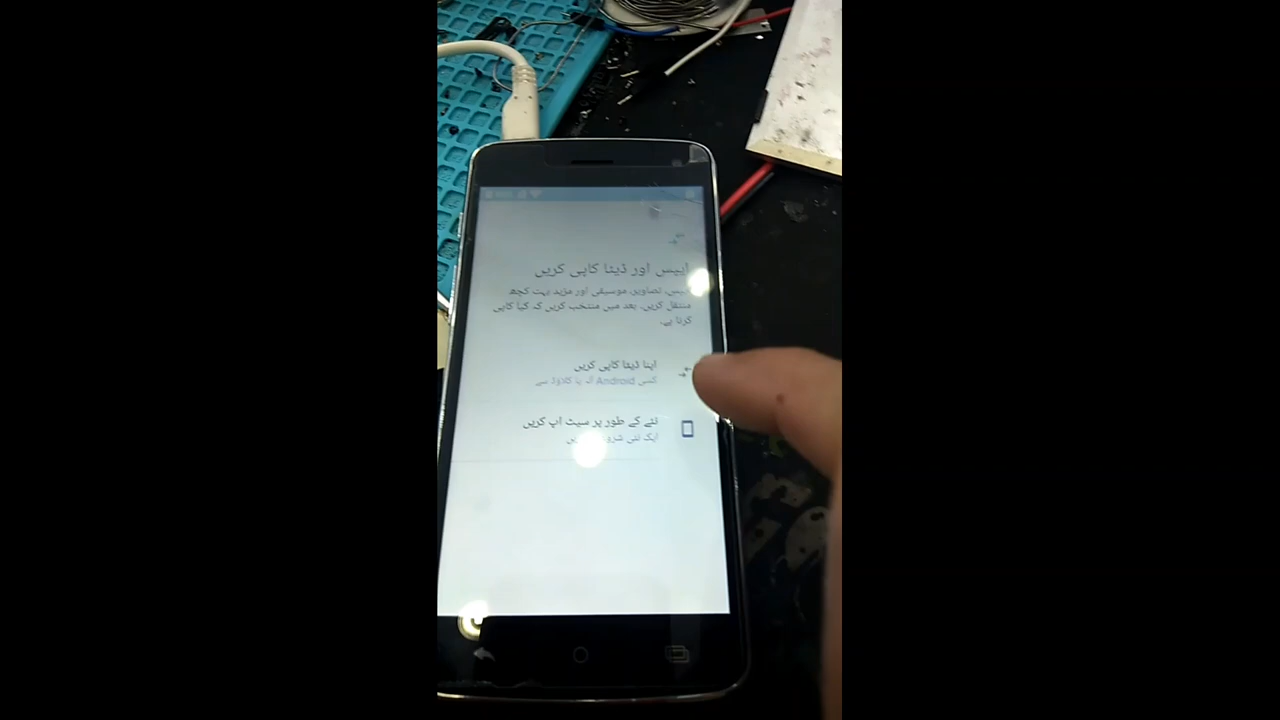 ایپس اور ڈیٹا کاپی کریں
ایپس، تصاویر، موسیقی اور مزید بہت کچھ
منتقل کریں۔ بعد میں منتخب کریں کہ کیا کاپی
کرنا ہے۔
اپنا ڈیٹا کاپی کریں
کسی Android آلہ یا کلاؤڈ سے
نئے کے طور پر سیٹ اپ کریں
ایک نئی